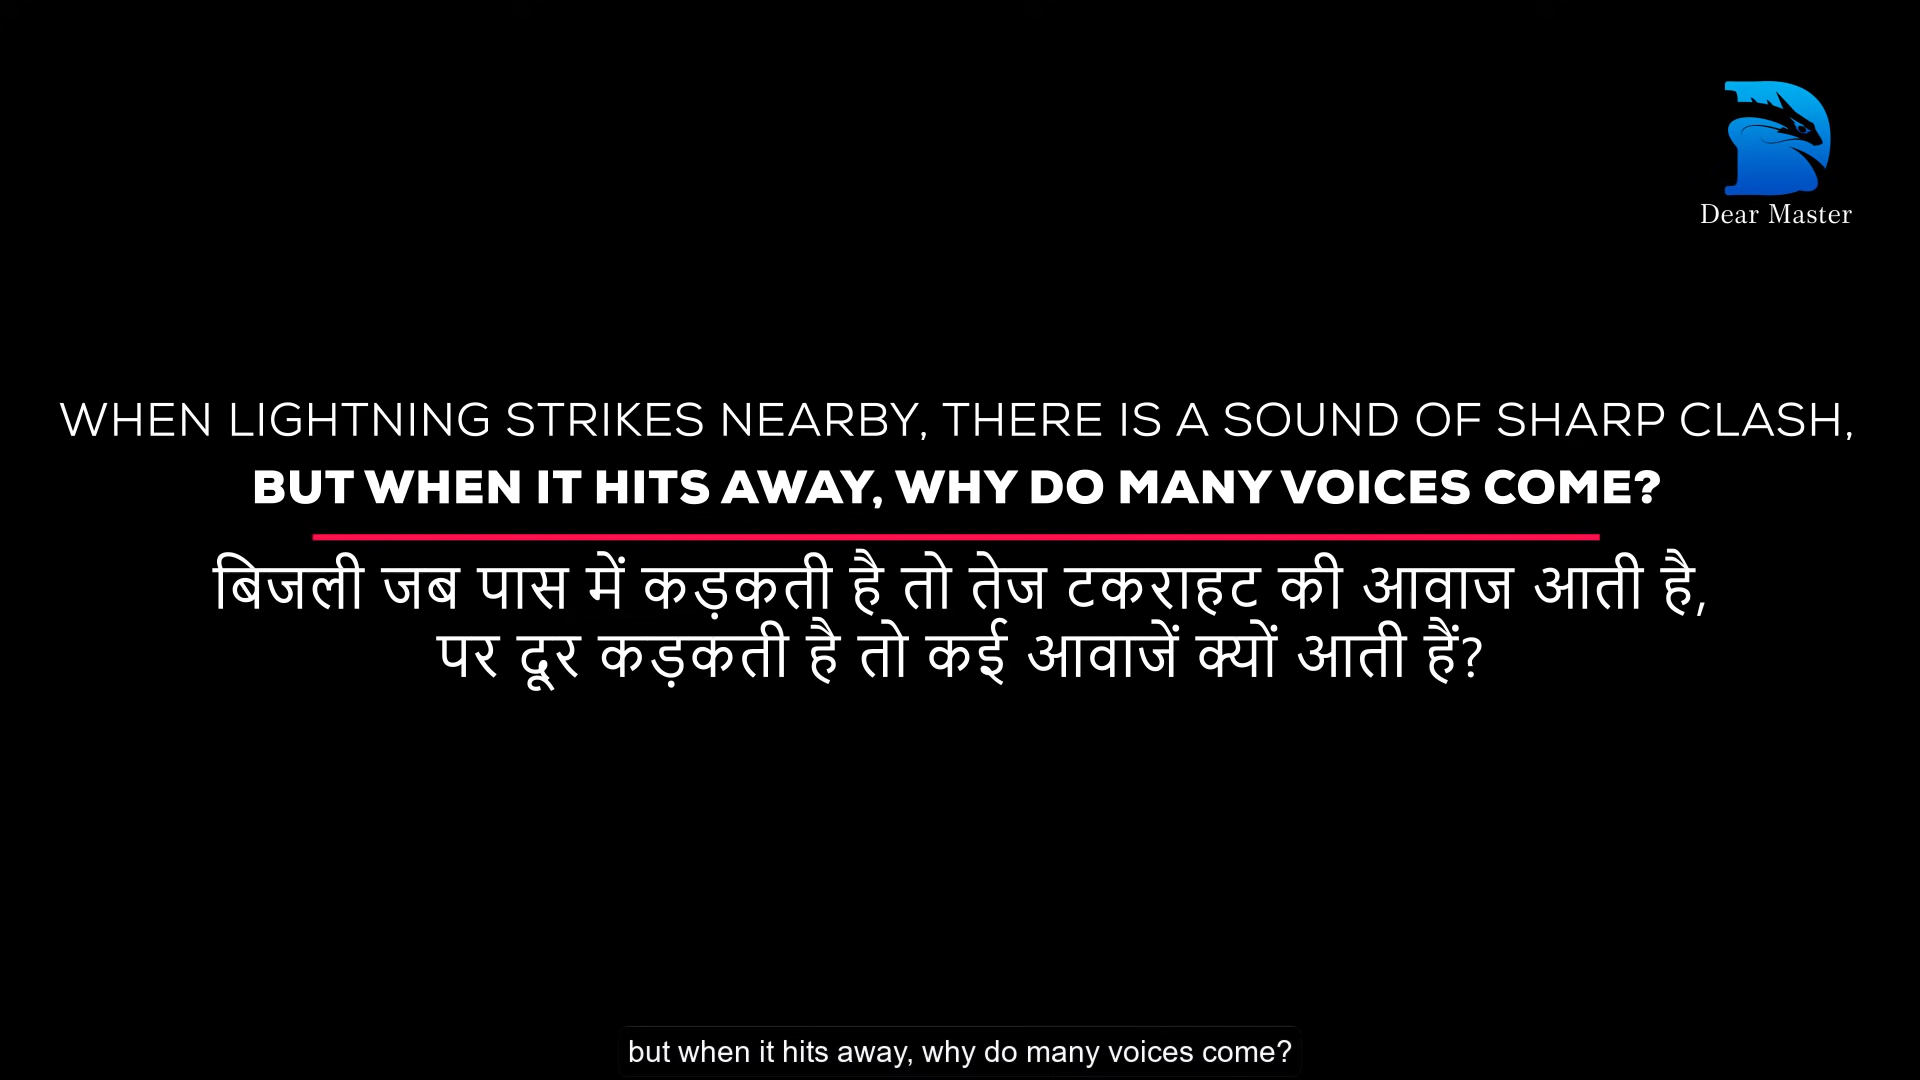 Dear Master
WHEN LIGHTNING STRIKES NEARBY, THERE IS A SOUND OF SHARP CLASH,
BUT WHEN IT HITS AWAY, WHY DO MANY VOICES COME?
बिजली जब पास में कड़कती है तो तेज टकराहट की आवाज आती है,
पर दूर कड़कती है तो कई आवाजें क्यों आती हैं?
but when it hits away, why do many voices come?